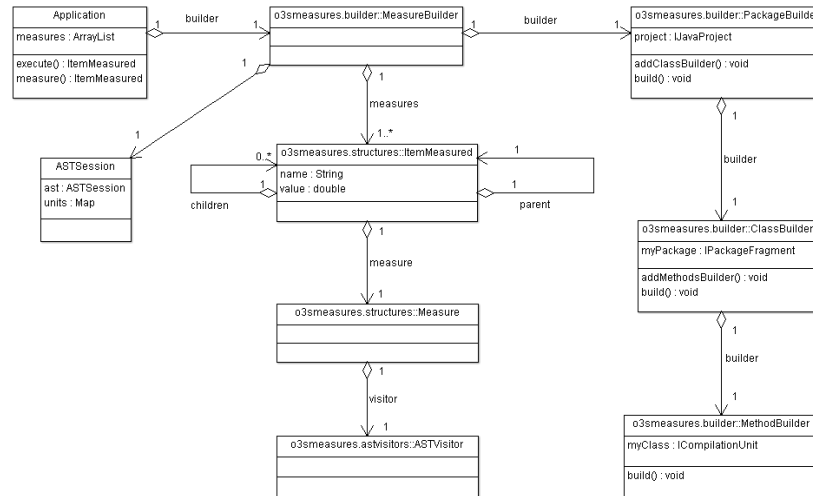 Application
measures : ArrayList
execute() : ItemMeasured
measure() : ItemMeasured
1
builder
1
o3smeasures.builder::MeasureBuilder
1
builder
1
o3smeasures.builder::PackageBuilder
project : IJavaProject
addClassBuilder() : void
build() : void
1
1
ASTSession
ast : ASTSession
units : Map
1
measures
1..*
o3smeasures.structures::ItemMeasured
name : String
value : double
0..*
1
children
1
1
parent
1
builder
1
o3smeasures.builder::ClassBuilder
myPackage : IPackageFragment
addMethodsBuilder() : void
build() : void
1
measure
1
o3smeasures.structures::Measure
1
visitor
1
o3smeasures.astvisitors::ASTVisitor
1
builder
1
o3smeasures.builder::MethodBuilder
myClass : ICompilationUnit
build() : void